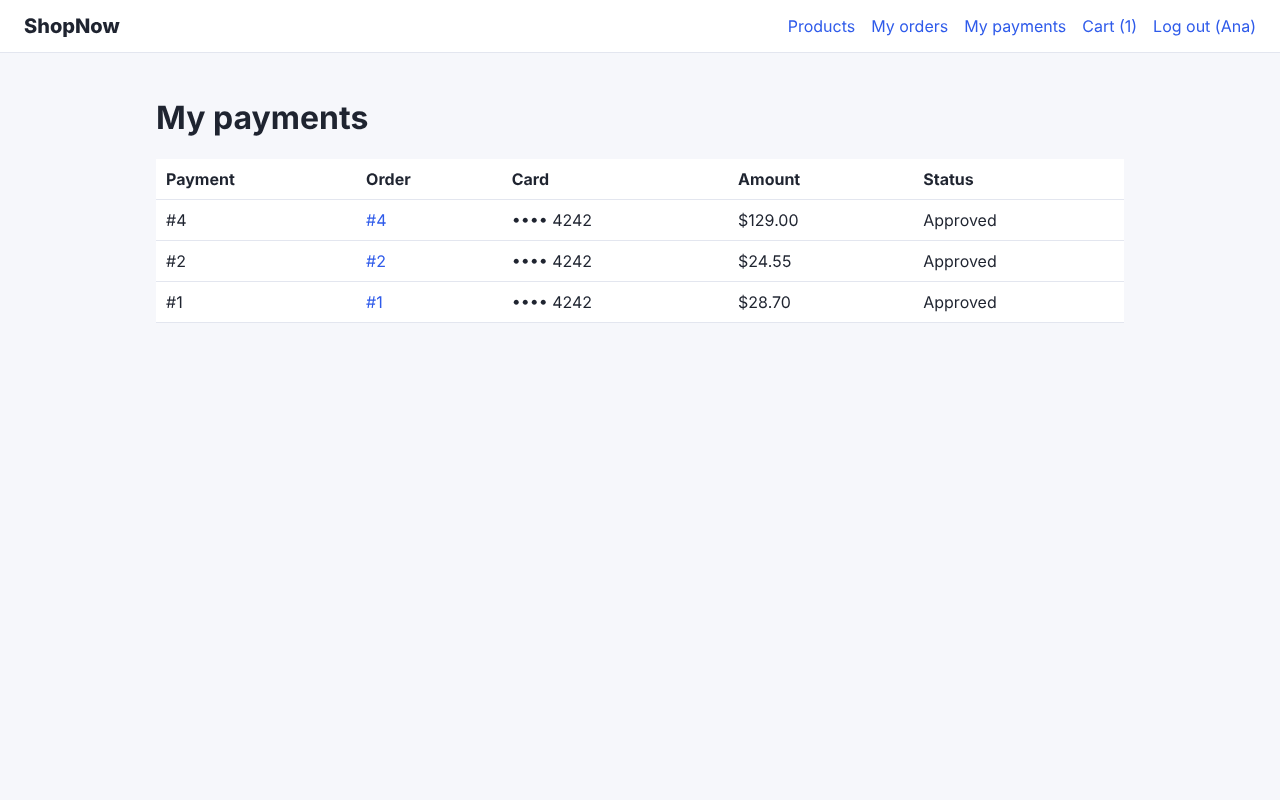 ShopNow
Products My orders My payments Cart (1) Log out (Ana)
My payments
Payment Order Card Amount Status
#4 #4 •••• 4242 $129.00 Approved
#2 #2 •••• 4242 $24.55 Approved
#1 #1 •••• 4242 $28.70 Approved